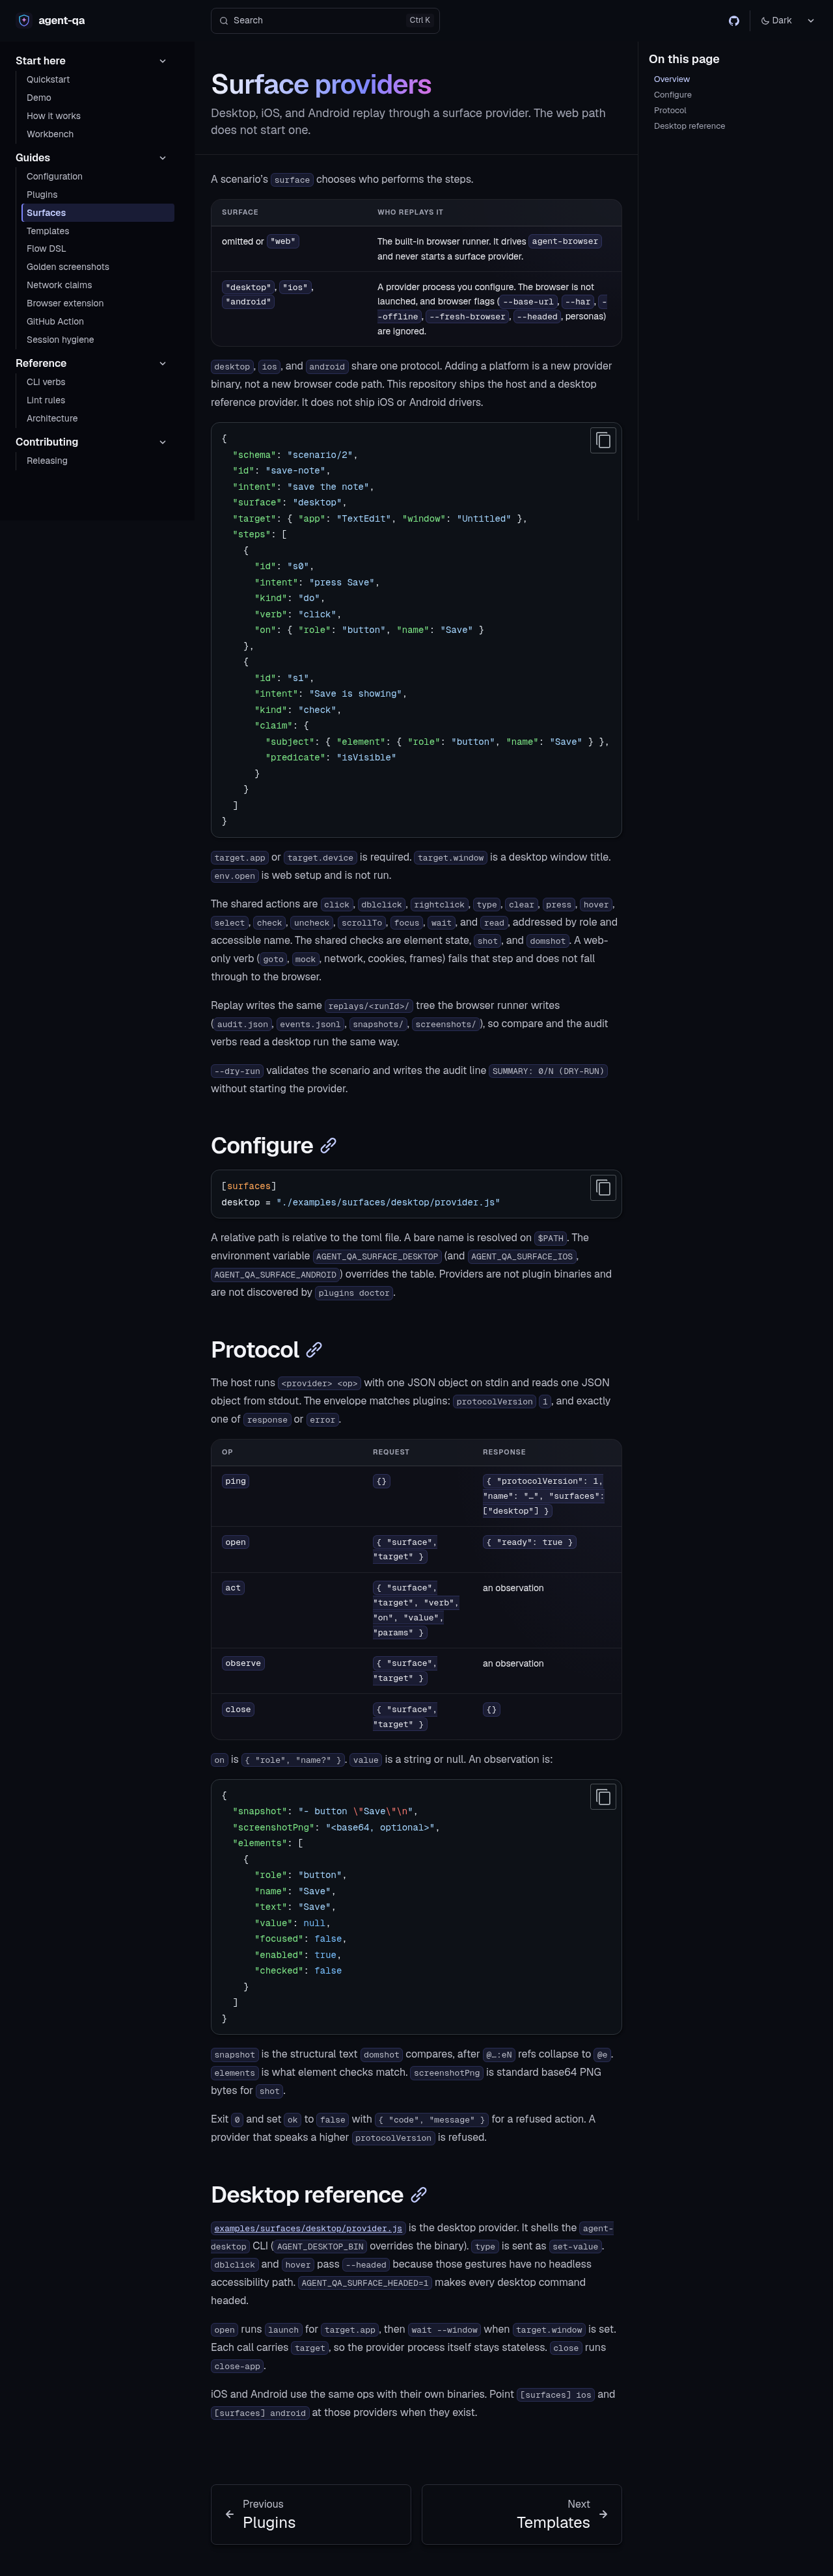 agent-qa
Search
Ctrl K
Dark
Start here
Quickstart
Demo
How it works
Workbench
Guides
Configuration
Plugins
Surfaces
Templates
Flow DSL
Golden screenshots
Network claims
Browser extension
GitHub Action
Session hygiene
Reference
CLI verbs
Lint rules
Architecture
Contributing
Releasing
On this page
Overview
Configure
Protocol
Desktop reference
Surface providers
Desktop, iOS, and Android replay through a surface provider. The web path
does not start one.
A scenario's surface chooses who performs the steps.
SURFACE WHO REPLAYS IT
omitted or "web" The built-in browser runner. It drives agent-browser
and never starts a surface provider.
"desktop", "ios", A provider process you configure. The browser is not
"android" launched, and browser flags (--base-url, --har, -
-offline, --fresh-browser, --headed, personas)
are ignored.
desktop, ios, and android share one protocol. Adding a platform is a new provider
binary, not a new browser code path. This repository ships the host and a desktop
reference provider. It does not ship iOS or Android drivers.
{
"schema": "scenario/2",
"id": "save-note",
"intent": "save the note",
"surface": "desktop",
"target": { "app": "TextEdit", "window": "Untitled" },
"steps": [
{
"id": "s0",
"intent": "press Save",
"kind": "do",
"verb": "click",
"on": { "role": "button", "name": "Save" }
},
{
"id": "s1",
"intent": "Save is showing",
"kind": "check",
"claim": {
"subject": { "element": { "role": "button", "name": "Save" } },
"predicate": "isVisible"
}
}
]
}
target.app or target.device is required. target.window is a desktop window title.
env.open is web setup and is not run.
The shared actions are click, dblclick, rightclick, type, clear, press, hover,
select, check, uncheck, scrollTo, focus, wait, and read, addressed by role and
accessible name. The shared checks are element state, shot, and domshot. A web-
only verb (goto, mock, network, cookies, frames) fails that step and does not fall
through to the browser.
Replay writes the same replays/<runId>/ tree the browser runner writes
(audit.json, events.jsonl, snapshots/, screenshots/), so compare and the audit
verbs read a desktop run the same way.
--dry-run validates the scenario and writes the audit line SUMMARY: 0/N (DRY-RUN)
without starting the provider.
Configure
[surfaces]
desktop = "./examples/surfaces/desktop/provider.js"
A relative path is relative to the toml file. A bare name is resolved on $PATH. The
environment variable AGENT_QA_SURFACE_DESKTOP (and AGENT_QA_SURFACE_IOS,
AGENT_QA_SURFACE_ANDROID) overrides the table. Providers are not plugin binaries and
are not discovered by plugins doctor.
Protocol
The host runs <provider> <op> with one JSON object on stdin and reads one JSON
object from stdout. The envelope matches plugins: protocolVersion 1, and exactly
one of response or error.
OP REQUEST RESPONSE
ping {} { "protocolVersion": 1,
"name": "…", "surfaces":
["desktop"] }
open { "surface", { "ready": true }
"target" }
act { "surface", an observation
"target", "verb",
"on", "value",
"params" }
observe { "surface", an observation
"target" }
close { "surface", {}
"target" }
on is { "role", "name?" }. value is a string or null. An observation is:
{
"snapshot": "- button \"Save\"\n",
"screenshotPng": "<base64, optional>",
"elements": [
{
"role": "button",
"name": "Save",
"text": "Save",
"value": null,
"focused": false,
"enabled": true,
"checked": false
}
]
}
snapshot is the structural text domshot compares, after @…:eN refs collapse to @e.
elements is what element checks match. screenshotPng is standard base64 PNG
bytes for shot.
Exit 0 and set ok to false with { "code", "message" } for a refused action. A
provider that speaks a higher protocolVersion is refused.
Desktop reference
examples/surfaces/desktop/provider.js is the desktop provider. It shells the agent-
desktop CLI (AGENT_DESKTOP_BIN overrides the binary). type is sent as set-value.
dblclick and hover pass --headed because those gestures have no headless
accessibility path. AGENT_QA_SURFACE_HEADED=1 makes every desktop command
headed.
open runs launch for target.app, then wait --window when target.window is set.
Each call carries target, so the provider process itself stays stateless. close runs
close-app.
iOS and Android use the same ops with their own binaries. Point [surfaces] ios and
[surfaces] android at those providers when they exist.
Previous
Plugins
Next
Templates